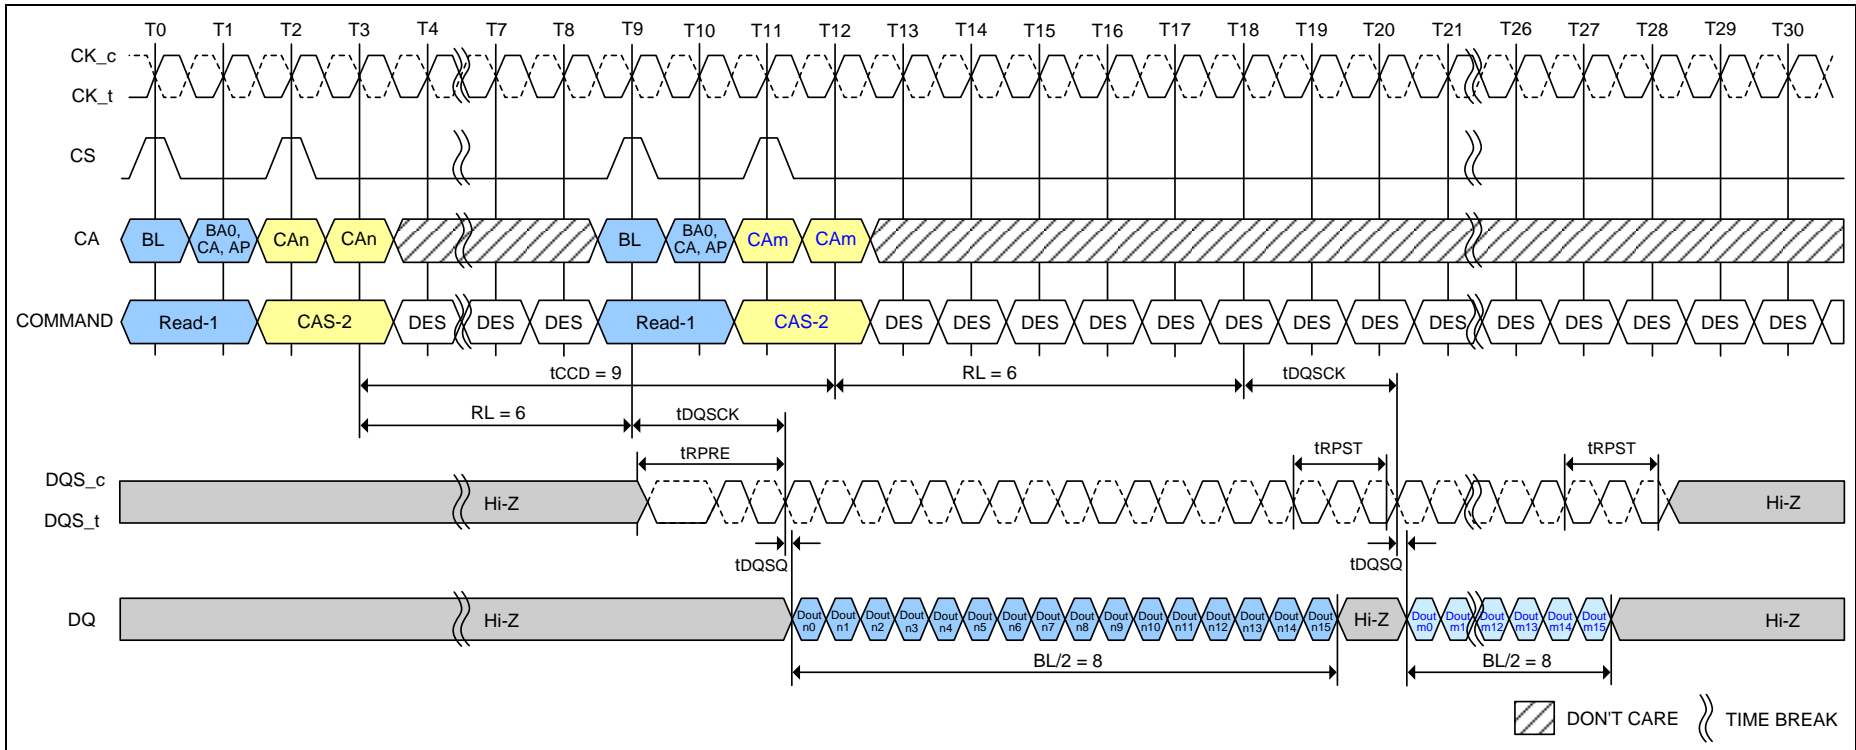 T0 T1 T2 T3 T4 T7 T8 T9 T10 T11 T12 T13 T14 T15 T16 T17 T18 T19 T20 T21 T26 T27 T28 T29 T30
CK_c
CK_t
CS
CA BL BA0, CA, AP CAn CAn BL BA0, CA, AP CAm CAm
COMMAND Read-1 CAS-2 DES DES DES Read-1 CAS-2 DES DES DES DES DES DES DES DES DES DES DES DES DES DES
tCCD = 9 RL = 6 tDQSCK
RL = 6 tDQSCK
tRPRE tRPST tRPST
DQS_c
Hi-Z Hi-Z
DQS_t
tDQSQ tDQSQ
DQ Hi-Z Dout n0 Dout n1 Dout n2 Dout n3 Dout n4 Dout n5 Dout n6 Dout n7 Dout n8 Dout n9 Dout n10 Dout n11 Dout n12 Dout n13 Dout n14 Dout n15 Hi-Z Dout m0 Dout m1 Dout m12 Dout m13 Dout m14 Dout m15 Hi-Z
BL/2 = 8 BL/2 = 8
DON'T CARE TIME BREAK